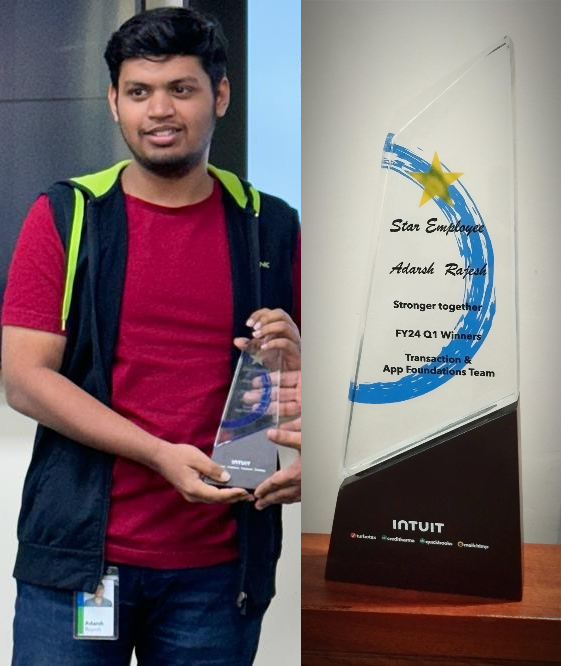 INTUIT
Adarsh
Rajesh
Star Employee
Adarsh Rajesh
Stronger together
FY24 Q1 Winners
Transaction &
App Foundations Team
INTUIT
turbotax creditkarma quickbooks mailchimp